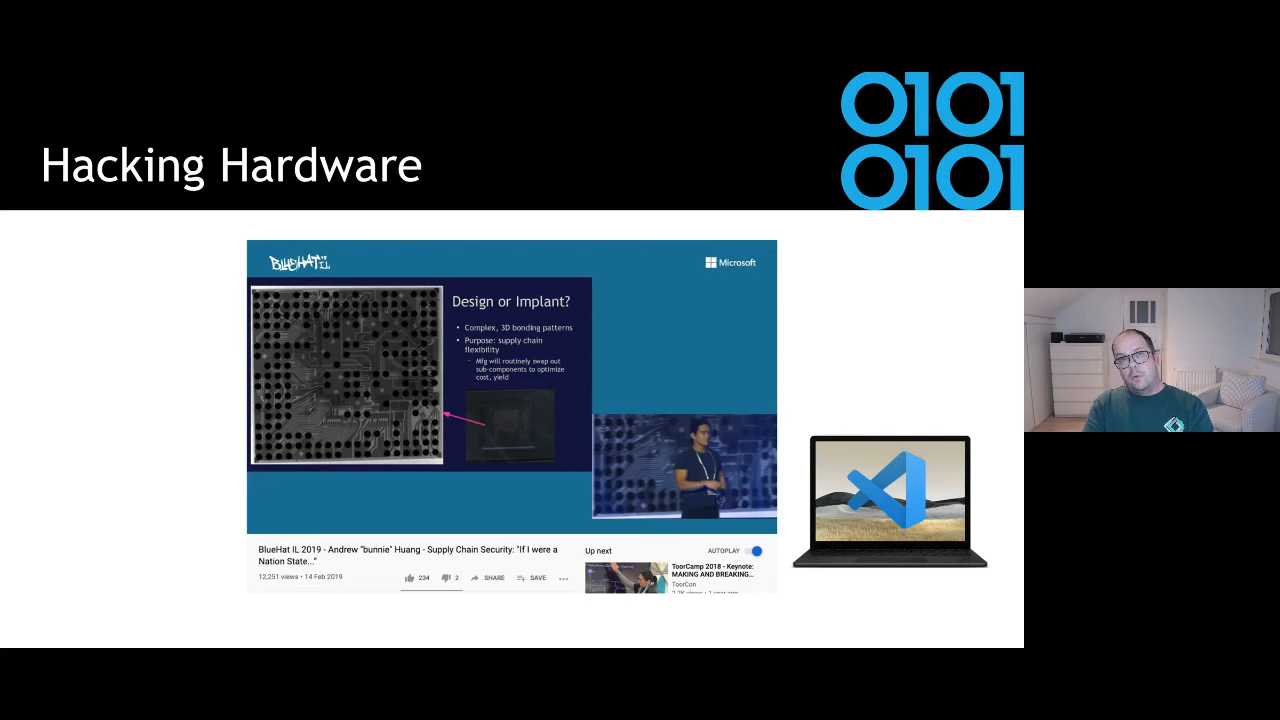 0101
Hacking Hardware
0101
BLUEHAT IL
Microsoft
Design or Implant?
• Complex, 3D bonding patterns
• Purpose: supply chain
flexibility
– Mfg will routinely swap out
sub-components to optimize
cost, yield
BlueHat IL 2019 - Andrew "bunnie" Huang - Supply Chain Security: "If I were a
Nation State..."
12,251 views • 14 Feb 2019
234
2
SHARE
SAVE
Up next
AUTOPLAY
ToorCamp 2018 - Keynote:
MAKING AND BREAKING...
ToorCon